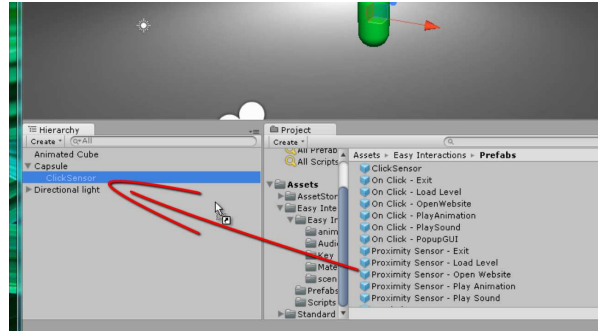 Hierarchy
Create
All
Animated Cube
Capsule
ClickSensor
Directional light
Project
Create
All Prefab
All Scripts
Assets
AssetStor
Easy Inte
Easy Ir
anim
Audi
Key
Mate
scen
Prefabs
Scripts
Standard
Assets Easy Interactions Prefabs
ClickSensor
On Click - Exit
On Click - Load Level
On Click - OpenWebsite
On Click - PlayAnimation
On Click - PlaySound
On Click - PopupGUI
Proximity Sensor - Exit
Proximity Sensor - Load Level
Proximity Sensor - Open Website
Proximity Sensor - Play Animation
Proximity Sensor - Play Sound